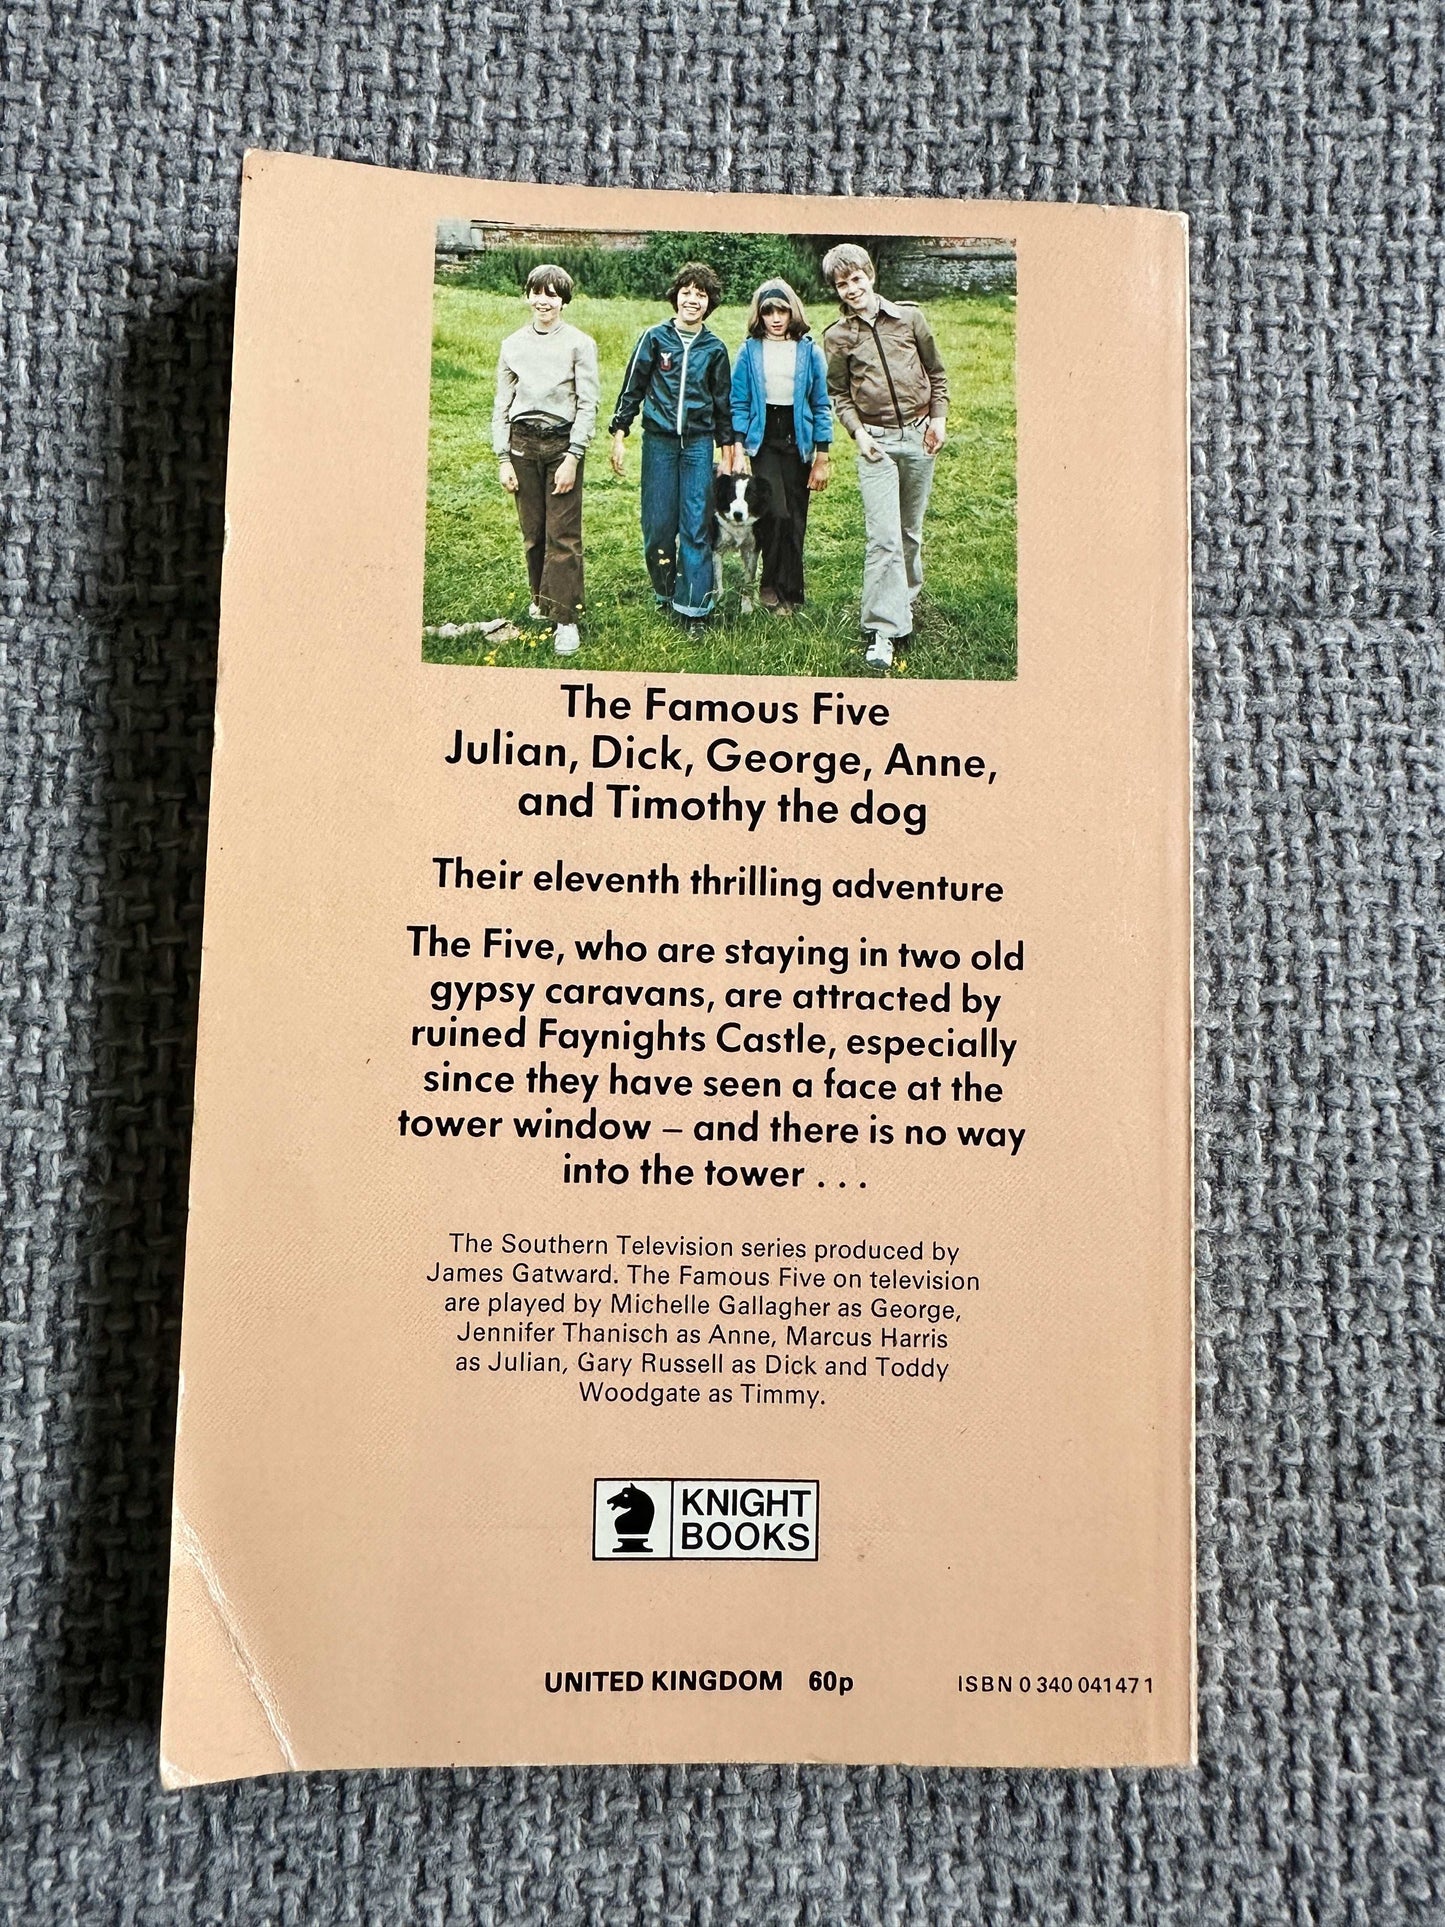 The Famous Five
Julian, Dick, George, Anne,
and Timothy the dog
Their eleventh thrilling adventure
The Five, who are staying in two old
gypsy caravans, are attracted by
ruined Faynights Castle, especially
since they have seen a face at the
tower window – and there is no way
into the tower . . .
The Southern Television series produced by
James Gatward. The Famous Five on television
are played by Michelle Gallagher as George,
Jennifer Thanisch as Anne, Marcus Harris
as Julian, Gary Russell as Dick and Toddy
Woodgate as Timmy.
KNIGHT
BOOKS
UNITED KINGDOM 60p
ISBN 0 340 04147 1